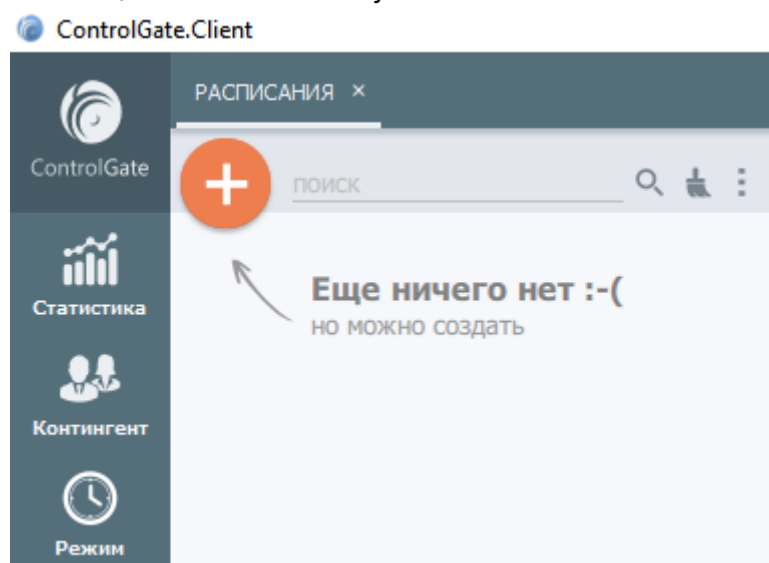 ControlGate.Client
РАСПИСАНИЯ ×
ControlGate
поиск
Еще ничего нет :-(
но можно создать
Статистика
Контингент
Режим